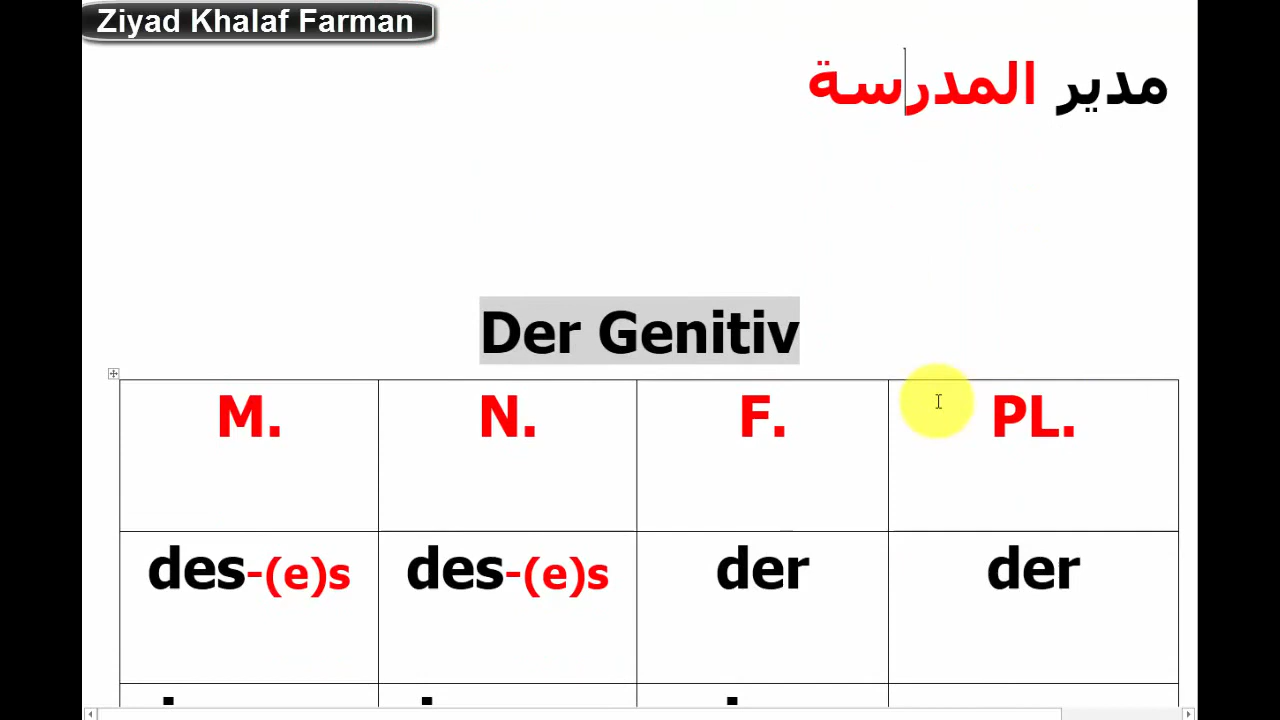 Ziyad Khalaf Farman
مدير المدرسة
Der Genitiv
M. N. F. PL.
des-(e)s des-(e)s der der